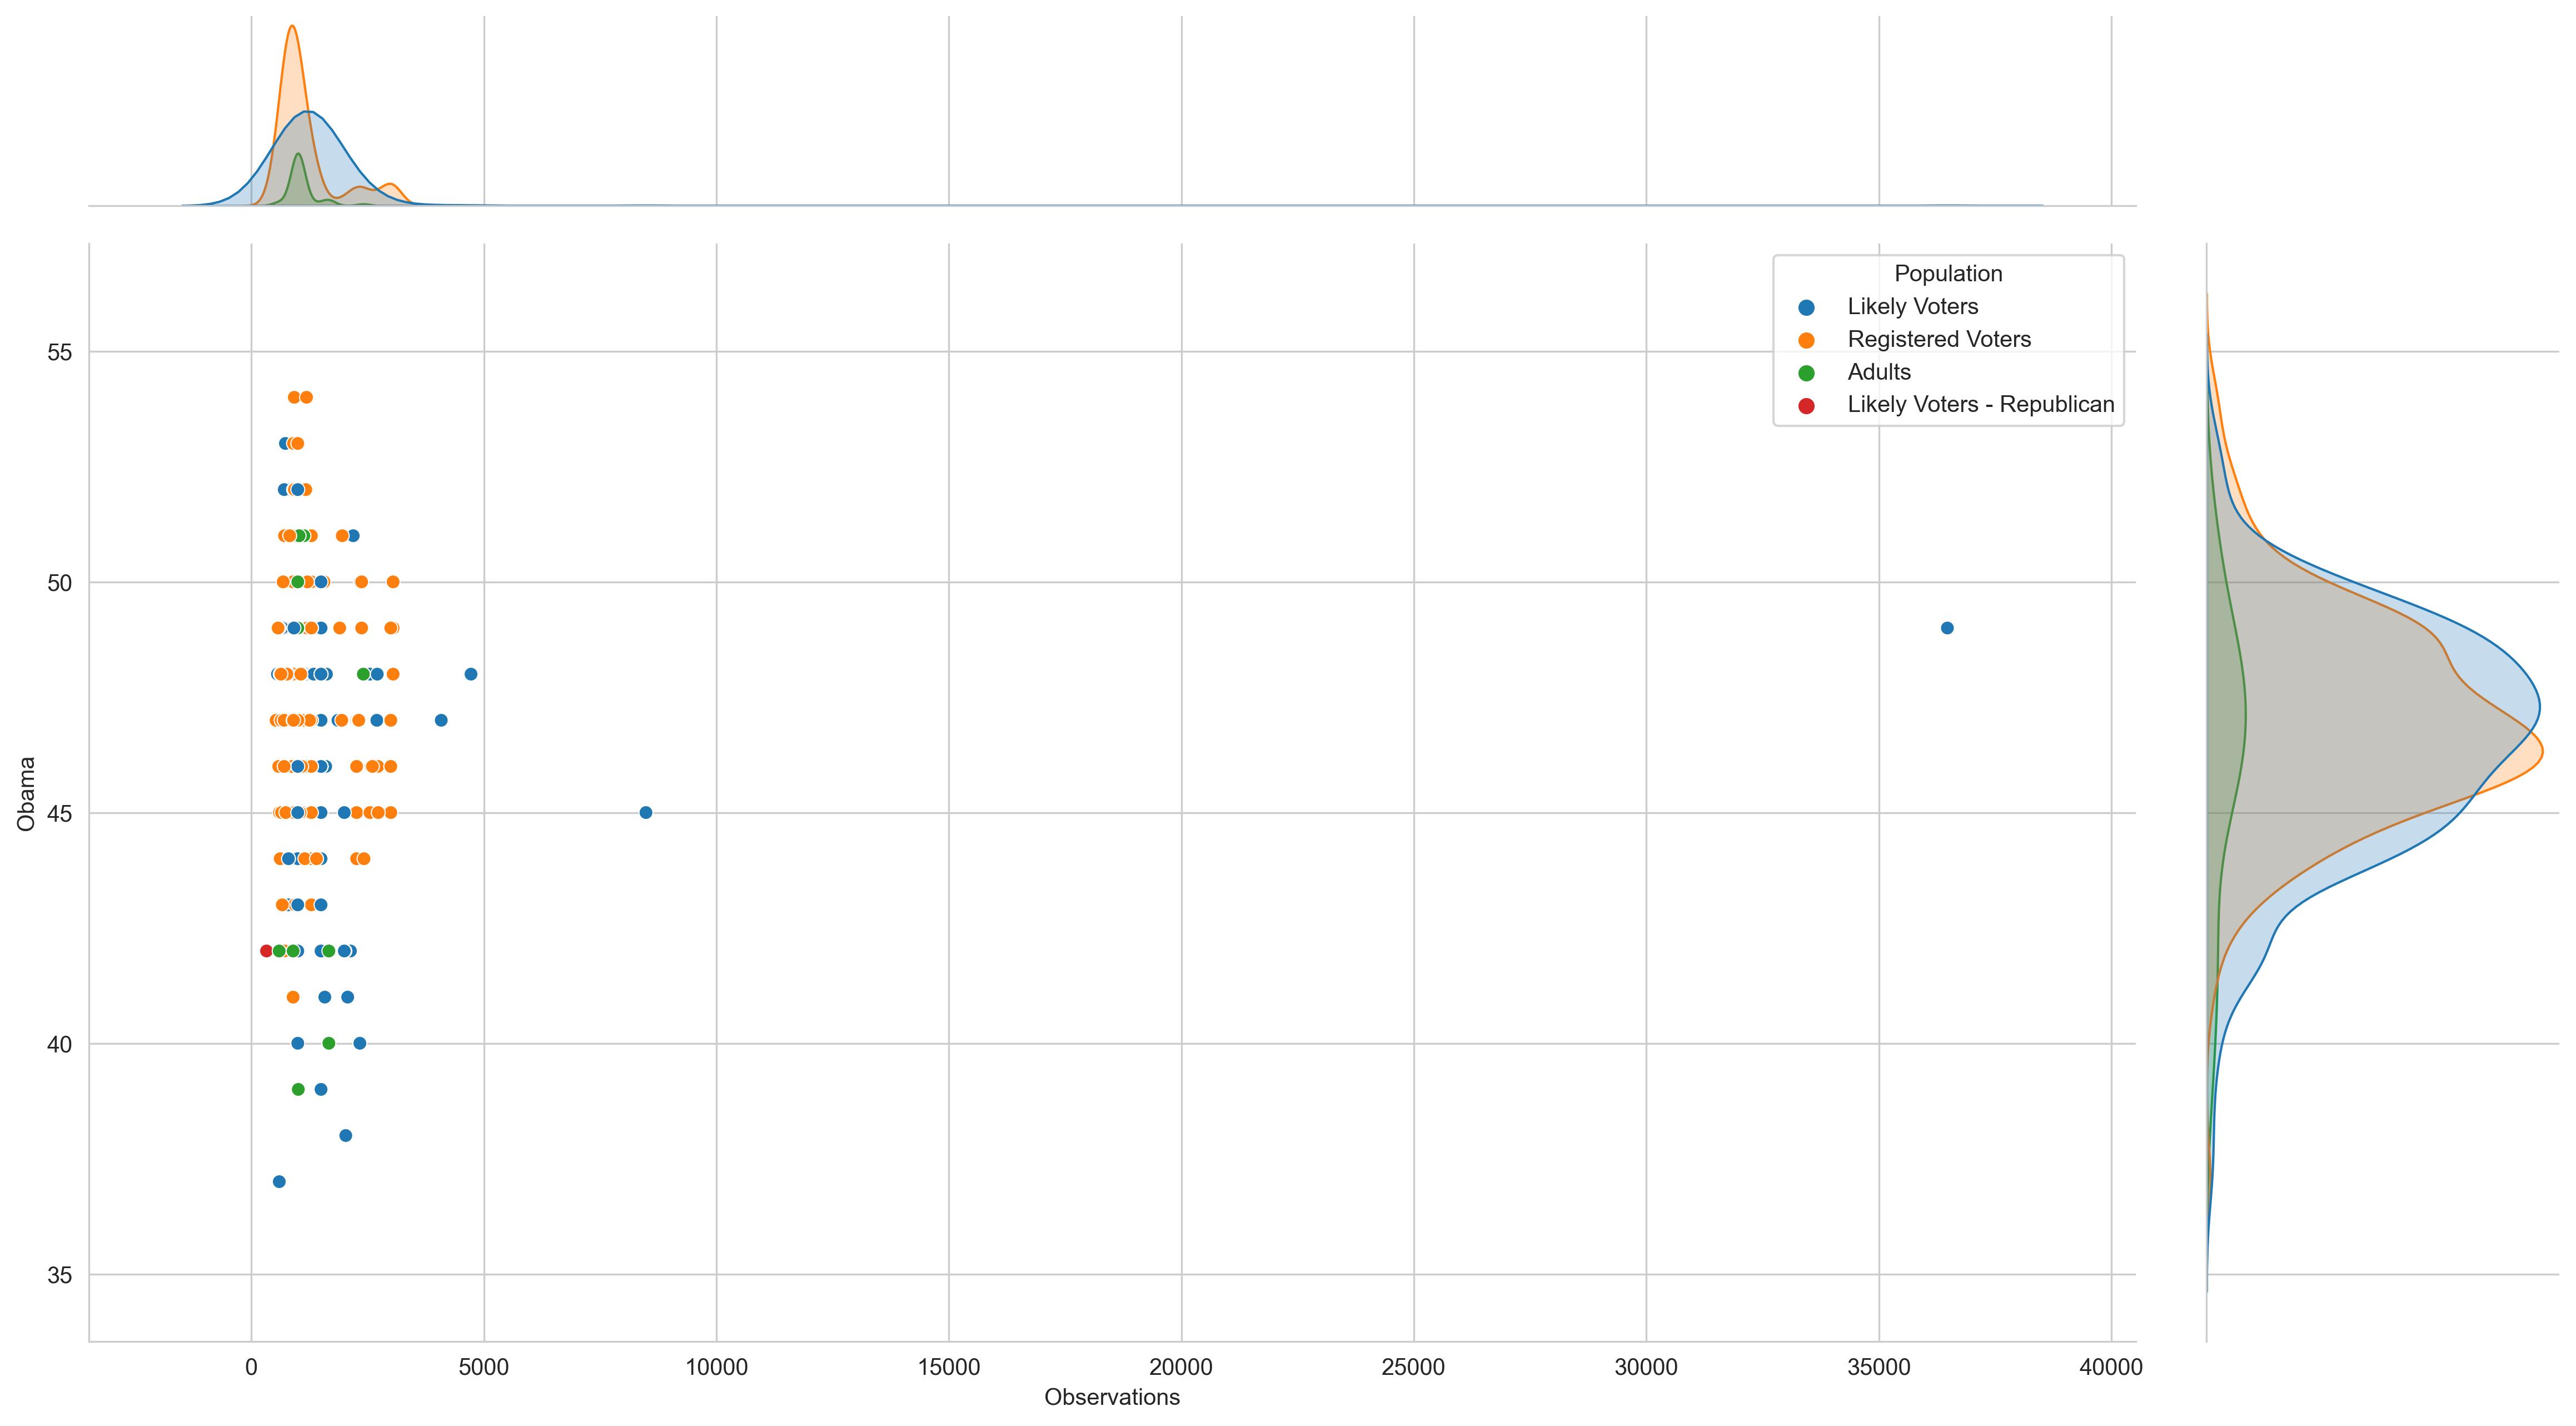 Population
Likely Voters
Registered Voters
Adults
Likely Voters - Republican
55
50
45
40
35
Obama
0 5000 10000 15000 20000 25000 30000 35000 40000
Observations